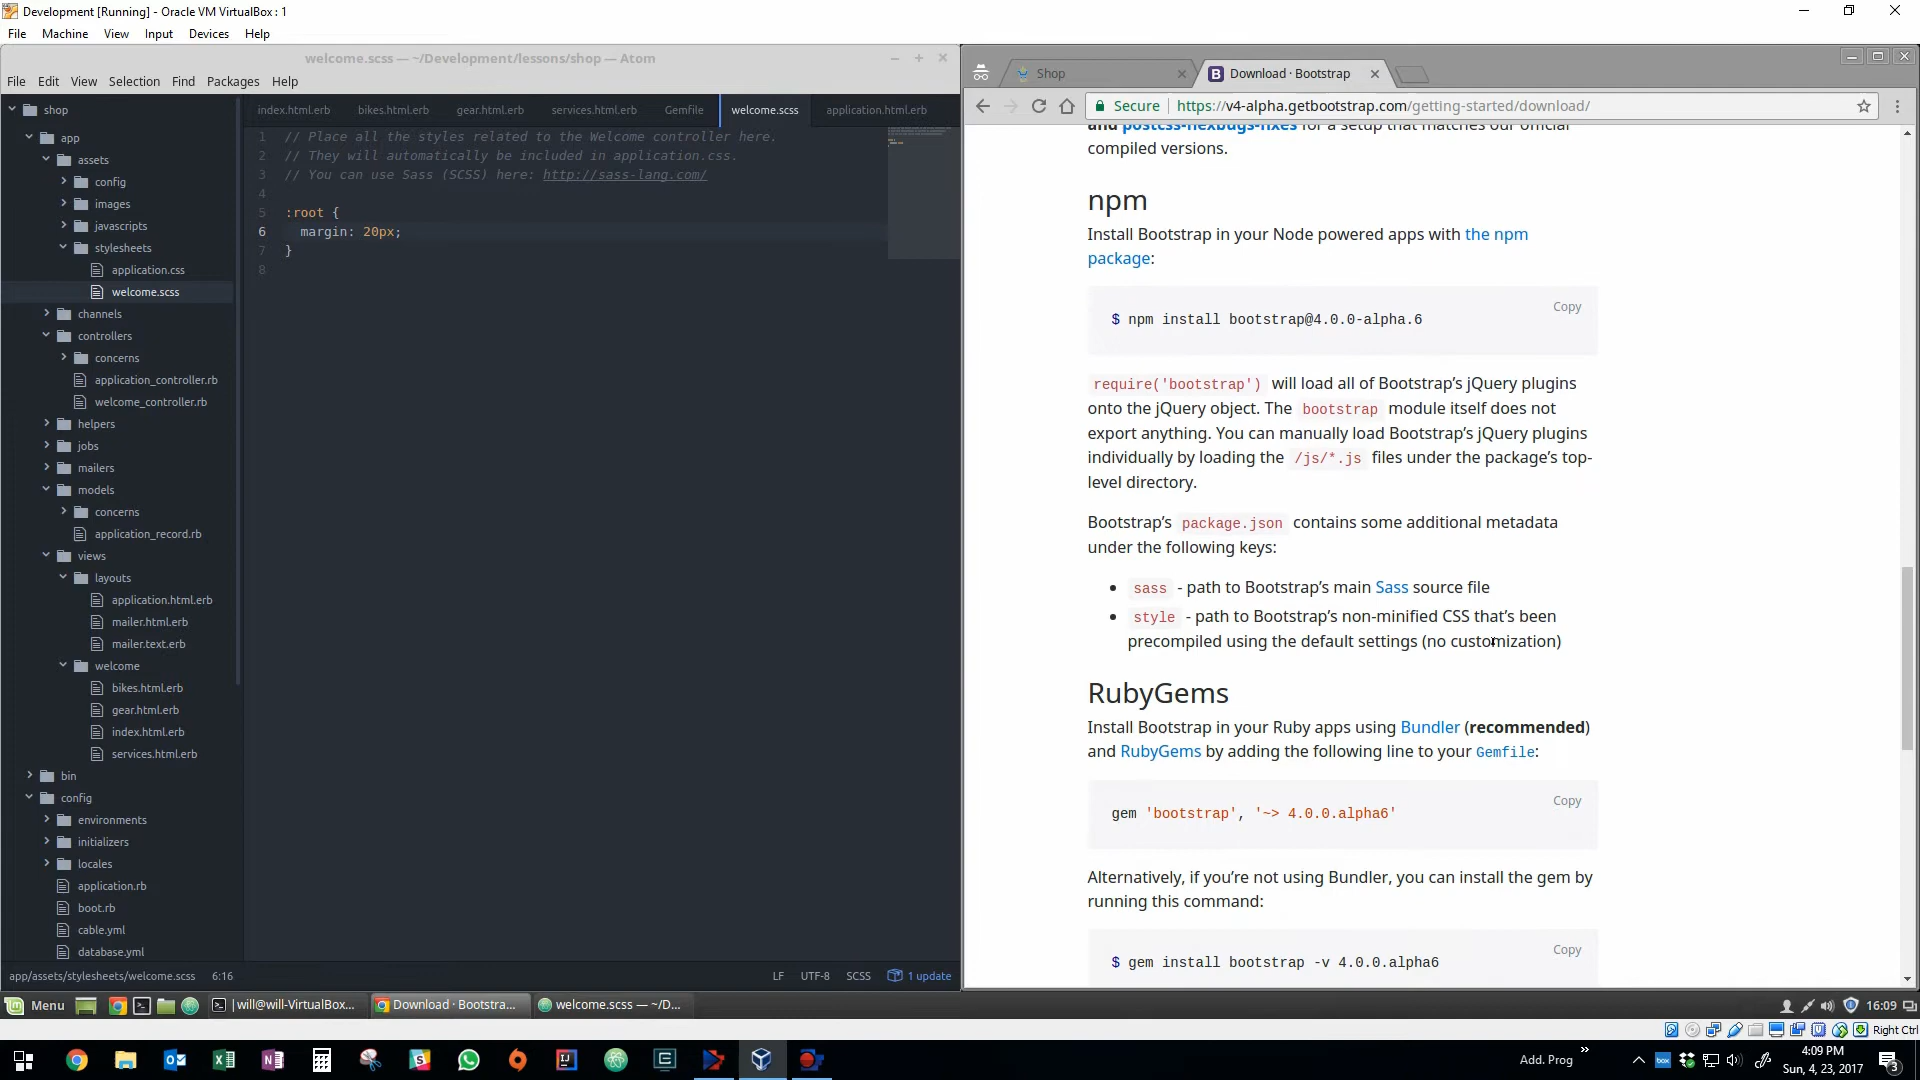 Development [Running] - Oracle VM VirtualBox : 1
File Machine View Input Devices Help
welcome.scss — ~/Development/lessons/shop — Atom
File Edit View Selection Find Packages Help
shop
app
assets
config
images
javascripts
stylesheets
application.css
welcome.scss
channels
controllers
concerns
application_controller.rb
welcome_controller.rb
helpers
jobs
mailers
models
concerns
application_record.rb
views
layouts
application.html.erb
mailer.html.erb
mailer.text.erb
welcome
bikes.html.erb
gear.html.erb
index.html.erb
services.html.erb
bin
config
environments
initializers
locales
application.rb
boot.rb
cable.yml
database.yml
index.html.erb bikes.html.erb gear.html.erb services.html.erb Gemfile welcome.scss application.html.erb
1 // Place all the styles related to the Welcome controller here.
2 // They will automatically be included in application.css.
3 // You can use Sass (SCSS) here: http://sass-lang.com/
4
5 :root {
6 margin: 20px;
7 }
8
app/assets/stylesheets/welcome.scss 6:16 LF UTF-8 SCSS 1 update
Shop Download · Bootstrap
Secure https://v4-alpha.getbootstrap.com/getting-started/download/
and postcss-flexbugs-fixes for a setup that matches our official
compiled versions.
npm
Install Bootstrap in your Node powered apps with the npm
package:
Copy
$ npm install bootstrap@4.0.0-alpha.6
require('bootstrap') will load all of Bootstrap’s jQuery plugins
onto the jQuery object. The bootstrap module itself does not
export anything. You can manually load Bootstrap’s jQuery plugins
individually by loading the /js/*.js files under the package’s top-
level directory.
Bootstrap’s package.json contains some additional metadata
under the following keys:
• sass - path to Bootstrap’s main Sass source file
• style - path to Bootstrap’s non-minified CSS that’s been
precompiled using the default settings (no customization)
RubyGems
Install Bootstrap in your Ruby apps using Bundler (recommended)
and RubyGems by adding the following line to your Gemfile:
Copy
gem 'bootstrap', '~> 4.0.0.alpha6'
Alternatively, if you’re not using Bundler, you can install the gem by
running this command:
Copy
$ gem install bootstrap -v 4.0.0.alpha6
Menu |will@will-VirtualBox... Download · Bootstra... welcome.scss — ~/D... 16:09
Right Ctrl
Add. Prog 4:09 PM
Sun, 4, 23, 2017
3